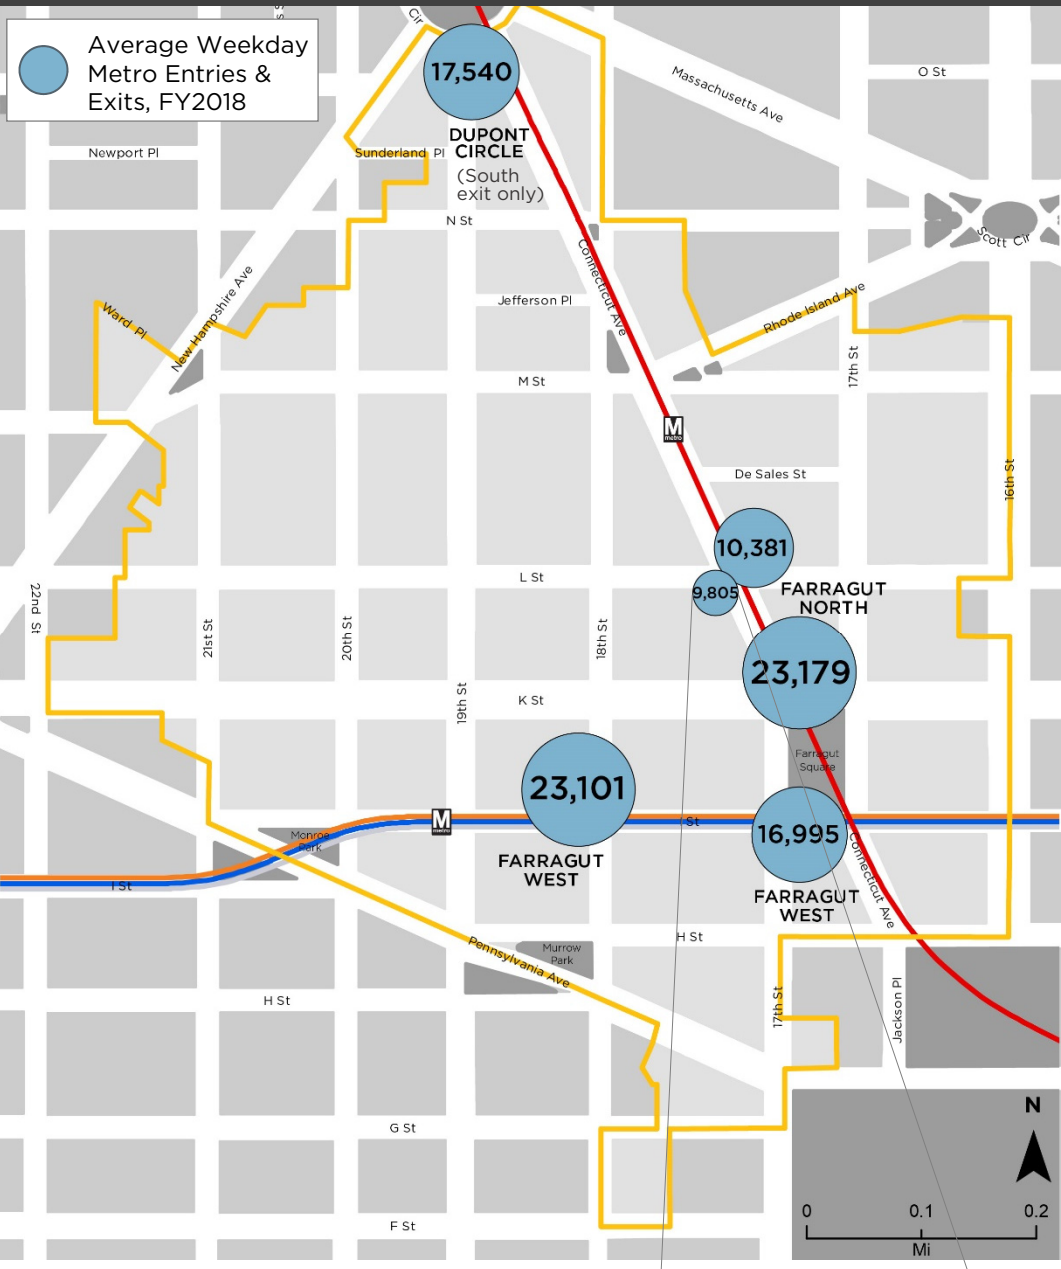 Average Weekday
Metro Entries &
Exits, FY2018
Cir
17,540
Massachusetts Ave
O St
DUPONT
CIRCLE
(South
exit only)
Newport Pl
Sunderland Pl
N St
Scott Cir
Connecticut Ave
New Hampshire Ave
Jefferson Pl
Rhode Island Ave
Ward Pl
17th St
M St
M
metro
De Sales St
16th St
10,381
L St
9,805
FARRAGUT
NORTH
22nd St
21st St
20th St
18th St
23,179
19th St
K St
Farragut
Square
23,101
M
metro
St
16,995
Monroe
Park
Connecticut Ave
FARRAGUT
WEST
I St
FARRAGUT
WEST
H St
Pennsylvania Ave
Murrow
Park
H St
17th St
Jackson Pl
N
G St
0 0.1 0.2
Mi
F St